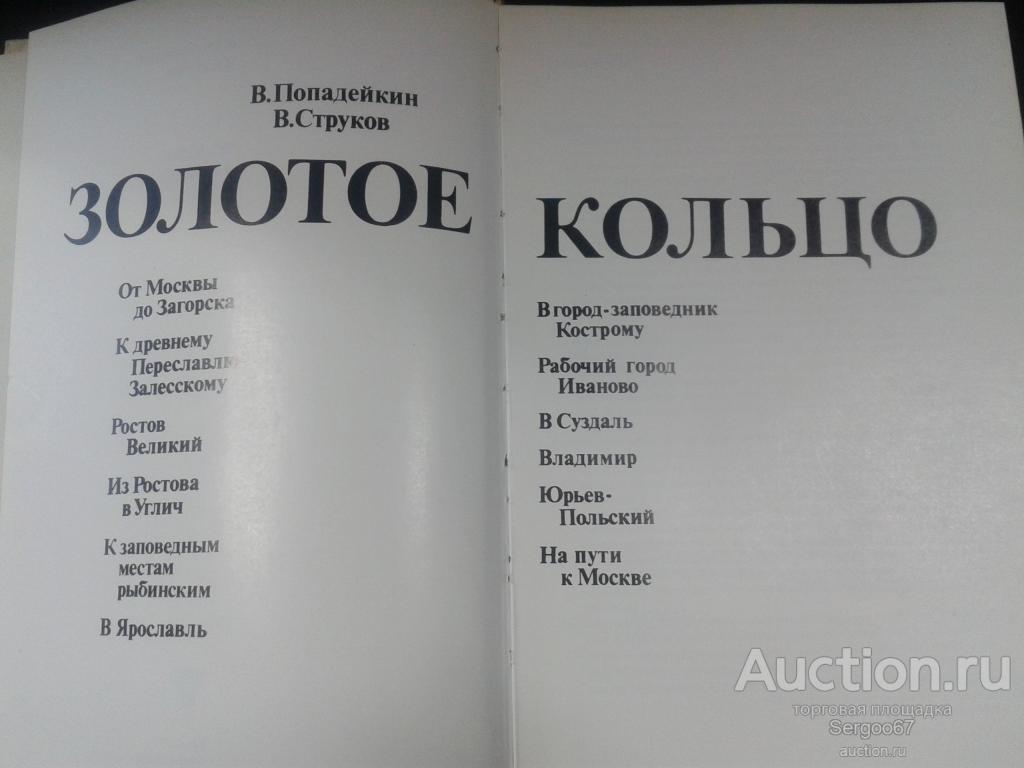 В.Попадейкин
В.Струков
ЗОЛОТОЕ
От Москвы
до Загорска
К древнему
Переславлю
Залесскому
Ростов
Великий
Из Ростова
в Углич
К заповедным
местам
рыбинским
В Ярославль
КОЛЬЦО
В город-заповедник
Кострому
Рабочий город
Иваново
В Суздаль
Владимир
Юрьев-
Польский
На пути
к Москве
Auction.ru
торговая площадка
Sergoo67
auction.ru